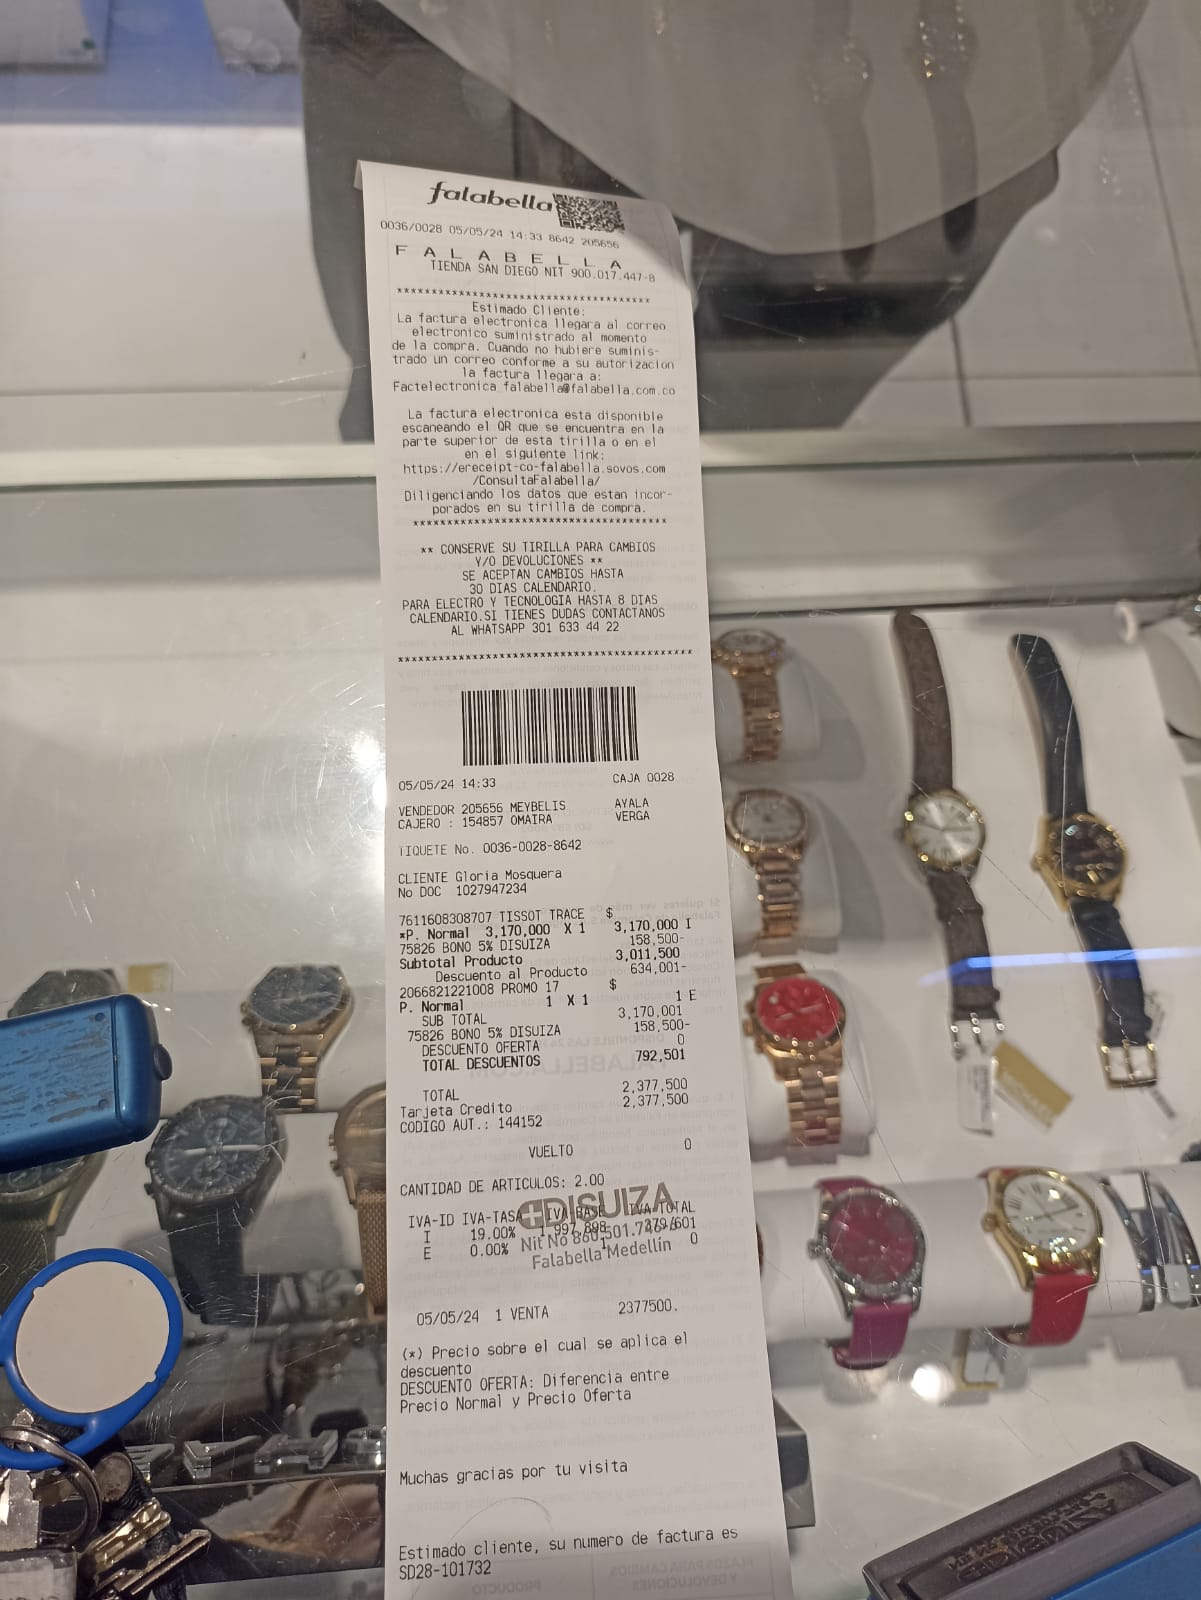 falabella
0036/0028 05/05/24 14:33 8642 205656
F A L A B E L L A
TIENDA SAN DIEGO NIT 900.017.447-8
****************************************
Estimado Cliente:
La factura electronica llegara al correo
electronico suministrado al momento
de la compra. Cuando no hubiere suminis-
trado un correo conforme a su autorizacion
la factura llegara a:
Factelectronica_falabella@falabella.com.co
La factura electronica esta disponible
escaneando el QR que se encuentra en la
parte superior de esta tirilla o en el
en el siguiente link:
https://ereceipt-co-falabella.sovos.com
/ConsultaFalabella/
Diligenciando los datos que estan incor-
porados en su tirilla de compra.
****************************************
** CONSERVE SU TIRILLA PARA CAMBIOS
Y/O DEVOLUCIONES **
SE ACEPTAN CAMBIOS HASTA
30 DIAS CALENDARIO.
PARA ELECTRO Y TECNOLOGIA HASTA 8 DIAS
CALENDARIO.SI TIENES DUDAS CONTACTANOS
AL WHATSAPP 301 633 44 22
********************************************
05/05/24 14:33 CAJA 0028
VENDEDOR 205656 MEYBELIS AYALA
CAJERO : 154857 OMAIRA VERGA
TIQUETE No. 0036-0028-8642
CLIENTE Gloria Mosquera
No DOC 1027947234
7611608308707 TISSOT TRACE $
*P. Normal 3,170,000 X 1 3,170,000 I
75826 BONO 5% DISUIZA 158,500-
Subtotal Producto 3,011,500
Descuento al Producto 634,001-
2066821221008 PROMO 17 $
P. Normal 1 X 1 1 E
SUB TOTAL 3,170,001
75826 BONO 5% DISUIZA 158,500-
DESCUENTO OFERTA 0
TOTAL DESCUENTOS 792,501
TOTAL 2,377,500
Tarjeta Credito 2,377,500
CODIGO AUT.: 144152
VUELTO 0
CANTIDAD DE ARTICULOS: 2.00
DISUIZA
IVA-ID IVA-TASA IVA-BASE IVA-TOTAL
I 19.00% 1,997,898 379,601
E 0.00% 0
Nit No 860.501.
Falabella Medellín
05/05/24 1 VENTA 2377500.
(*) Precio sobre el cual se aplica el
descuento
DESCUENTO OFERTA: Diferencia entre
Precio Normal y Precio Oferta
Muchas gracias por tu visita
Estimado cliente, su numero de factura es
SD28-101732